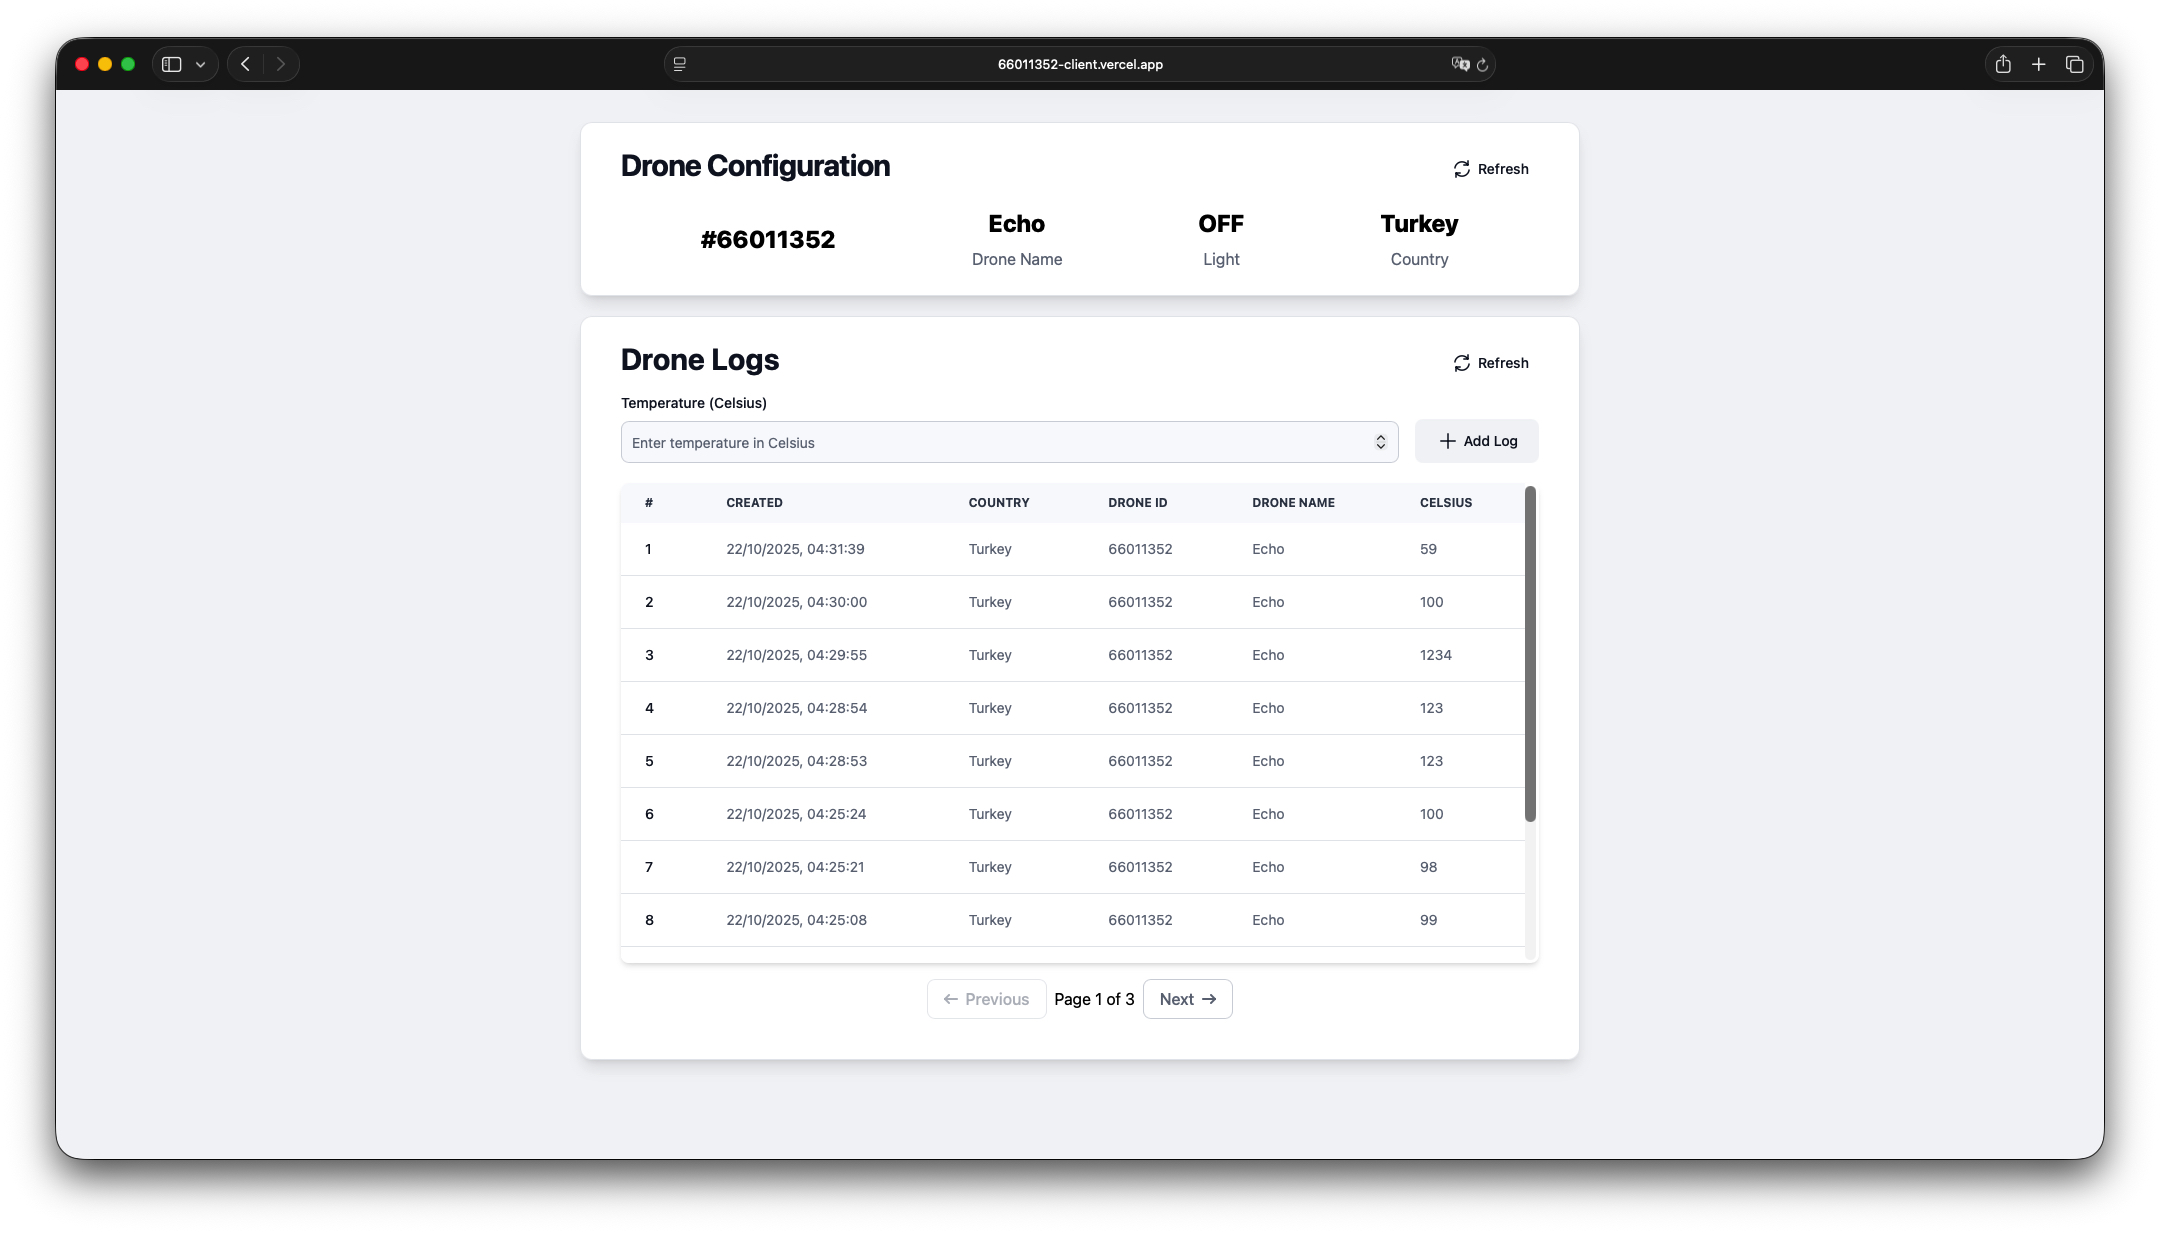 66011352-client.vercel.app
Drone Configuration
Refresh
#66011352
Echo
Drone Name
OFF
Light
Turkey
Country
Drone Logs
Refresh
Temperature (Celsius)
Enter temperature in Celsius
Add Log
# CREATED COUNTRY DRONE ID DRONE NAME CELSIUS
1 22/10/2025, 04:31:39 Turkey 66011352 Echo 59
2 22/10/2025, 04:30:00 Turkey 66011352 Echo 100
3 22/10/2025, 04:29:55 Turkey 66011352 Echo 1234
4 22/10/2025, 04:28:54 Turkey 66011352 Echo 123
5 22/10/2025, 04:28:53 Turkey 66011352 Echo 123
6 22/10/2025, 04:25:24 Turkey 66011352 Echo 100
7 22/10/2025, 04:25:21 Turkey 66011352 Echo 98
8 22/10/2025, 04:25:08 Turkey 66011352 Echo 99
← Previous Page 1 of 3 Next →